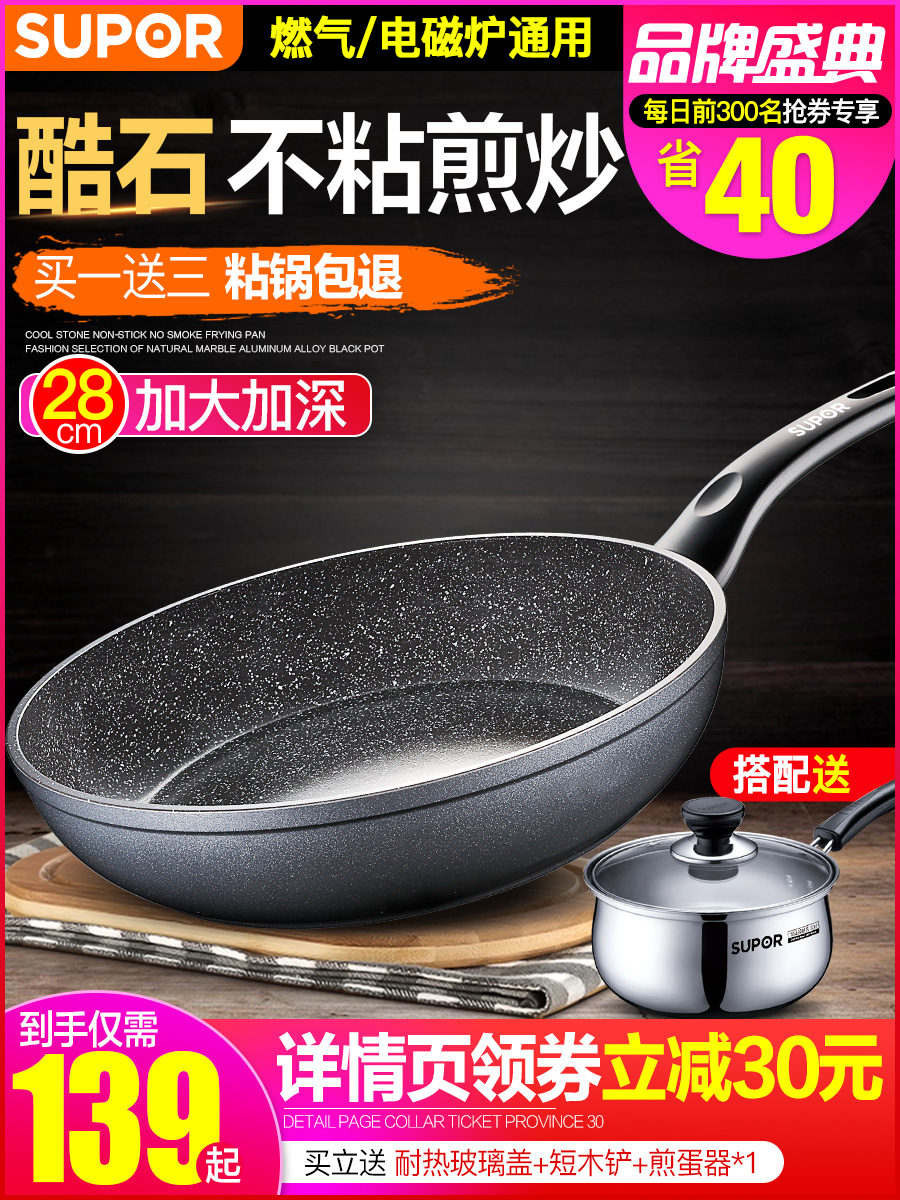 SUPOR
燃气/电磁炉通用
品牌盛典
每日前300名抢券专享
省40
酷石 不粘煎炒
买一送三 粘锅包退
COOL STONE NON-STICK NO SMOKE FRYING PAN
FASHION SELECTION OF NATURAL MARBLE ALUMINUM ALLOY BLACK POT
28cm 加大加深
SUPOR
搭配送
SUPOR
到手仅需
139起
详情页领券立减30元
DETAIL PAGE COLLAR TICKET PROVINCE 30
买立送 耐热玻璃盖+短木铲+煎蛋器*1